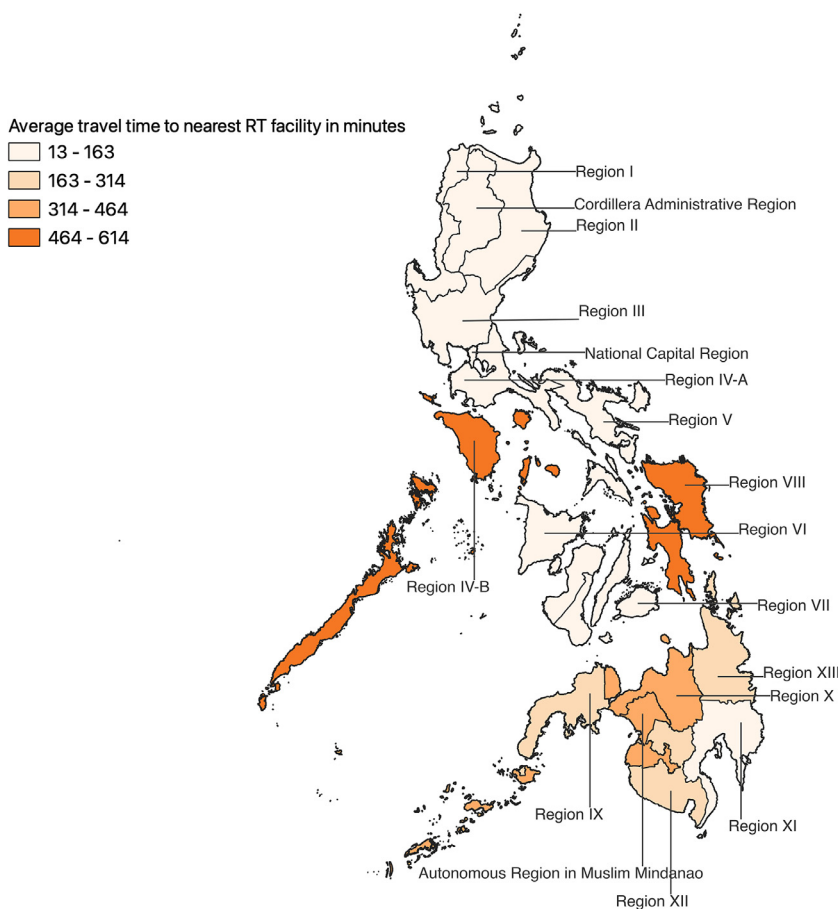 Average travel time to nearest RT facility in minutes
13 - 163
163 - 314
314 - 464
464 - 614
Region I
Cordillera Administrative Region
Region II
Region III
National Capital Region
Region IV-A
Region V
Region VIII
Region VI
Region IV-B
Region VII
Region XIII
Region X
Region IX
Region XI
Autonomous Region in Muslim Mindanao
Region XII